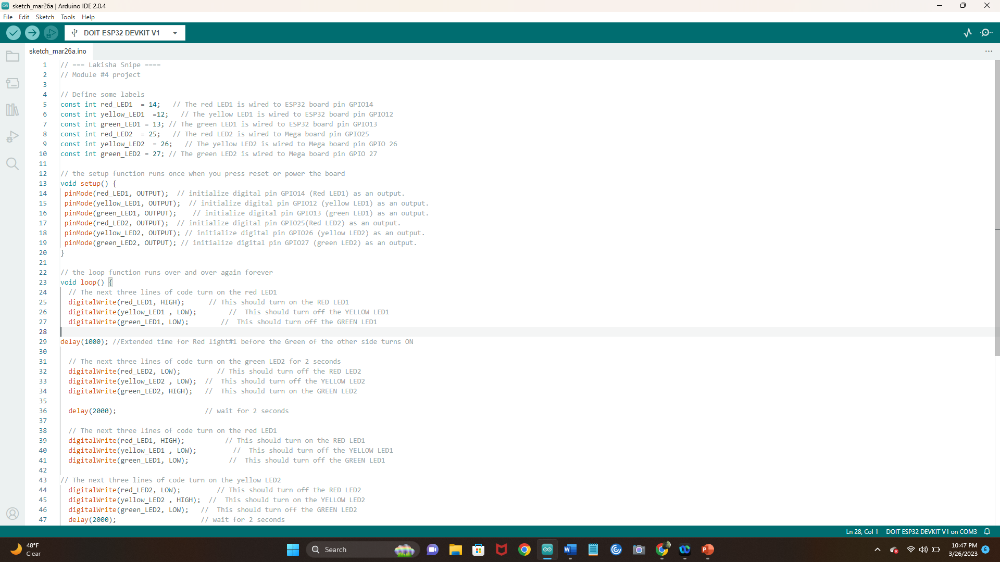 sketch_mar26a | Arduino IDE 2.0.4
File Edit Sketch Tools Help
DOIT ESP32 DEVKIT V1
sketch_mar26a.ino
1 // === Lakisha Snipe ====
2 // Module #4 project
3
4 // Define some labels
5 const int red_LED1  = 14;   // The red LED1 is wired to ESP32 board pin GPIO14
6 const int yellow_LED1  =12;   // The yellow LED1 is wired to ESP32 board pin GPIO12
7 const int green_LED1 = 13; // The green LED1 is wired to ESP32 board pin GPIO13
8 const int red_LED2  = 25;   // The red LED2 is wired to Mega board pin GPIO25
9 const int yellow_LED2  = 26;   // The yellow LED2 is wired to Mega board pin GPIO 26
10 const int green_LED2 = 27; // The green LED2 is wired to Mega board pin GPIO 27
11
12 // the setup function runs once when you press reset or power the board
13 void setup() {
14  pinMode(red_LED1, OUTPUT);  // initialize digital pin GPIO14 (Red LED1) as an output.
15  pinMode(yellow_LED1, OUTPUT);  // initialize digital pin GPIO12 (yellow LED1) as an output.
16  pinMode(green_LED1, OUTPUT);    // initialize digital pin GPIO13 (green LED1) as an output.
17  pinMode(red_LED2, OUTPUT);  // initialize digital pin GPIO25(Red LED2) as an output.
18  pinMode(yellow_LED2, OUTPUT); // initialize digital pin GPIO26 (yellow LED2) as an output.
19  pinMode(green_LED2, OUTPUT); // initialize digital pin GPIO27 (green LED2) as an output.
20 }
21
22 // the loop function runs over and over again forever
23 void loop() {
24   // The next three lines of code turn on the red LED1
25   digitalWrite(red_LED1, HIGH);      // This should turn on the RED LED1
26   digitalWrite(yellow_LED1 , LOW);        //  This should turn off the YELLOW LED1
27   digitalWrite(green_LED1, LOW);        //  This should turn off the GREEN LED1
28
29 delay(1000); //Extended time for Red light#1 before the Green of the other side turns ON
30
31   // The next three lines of code turn on the green LED2 for 2 seconds
32   digitalWrite(red_LED2, LOW);         // This should turn off the RED LED2
33   digitalWrite(yellow_LED2 , LOW);  //  This should turn off the YELLOW LED2
34   digitalWrite(green_LED2, HIGH);   //  This should turn on the GREEN LED2
35
36   delay(2000);                      // wait for 2 seconds
37
38   // The next three lines of code turn on the red LED1
39   digitalWrite(red_LED1, HIGH);          // This should turn on the RED LED1
40   digitalWrite(yellow_LED1 , LOW);         //  This should turn off the YELLOW LED1
41   digitalWrite(green_LED1, LOW);          //  This should turn off the GREEN LED1
42
43 // The next three lines of code turn on the yellow LED2
44   digitalWrite(red_LED2, LOW);         // This should turn off the RED LED2
45   digitalWrite(yellow_LED2 , HIGH);  //  This should turn on the YELLOW LED2
46   digitalWrite(green_LED2, LOW);   //  This should turn off the GREEN LED2
47   delay(2000);                     // wait for 2 seconds
Ln 28, Col 1 DOIT ESP32 DEVKIT V1 on COM3
48°F
Clear
Search
10:47 PM
3/26/2023
6